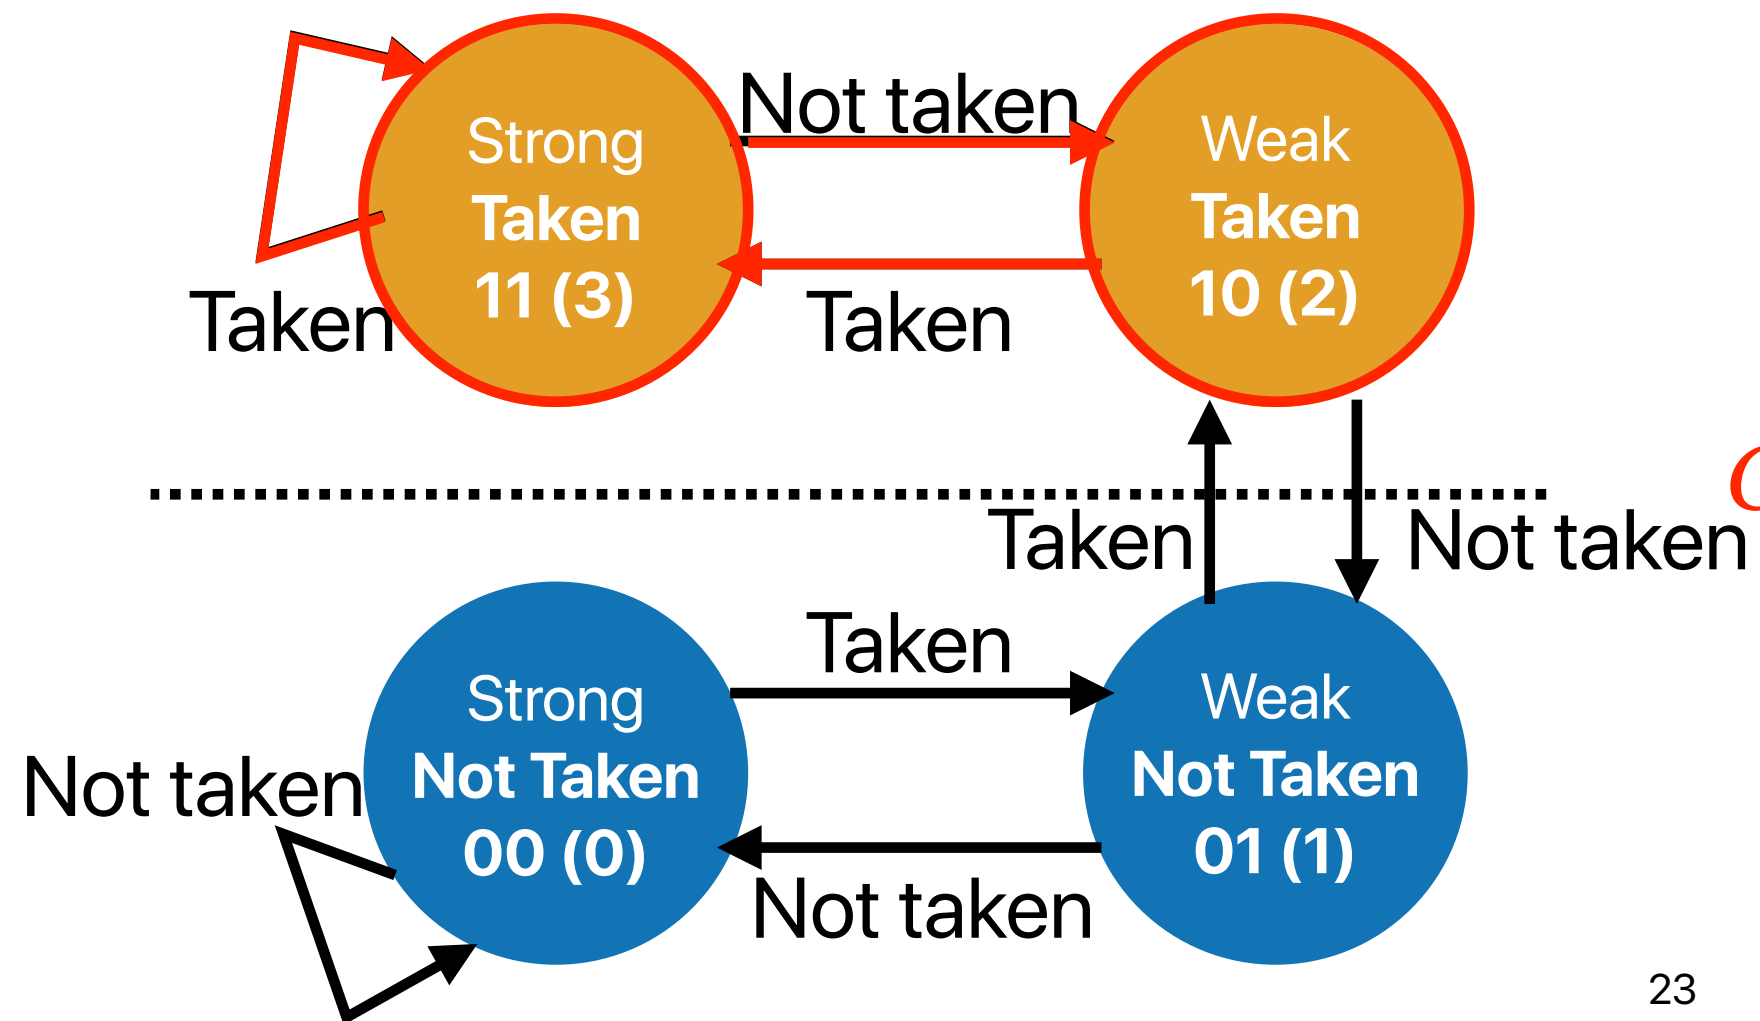 Not taken
Strong
Taken
11 (3)
Weak
Taken
10 (2)
Taken
Taken
Taken
Not taken
Taken
Strong
Not Taken
00 (0)
Weak
Not Taken
01 (1)
Not taken
Not taken
23